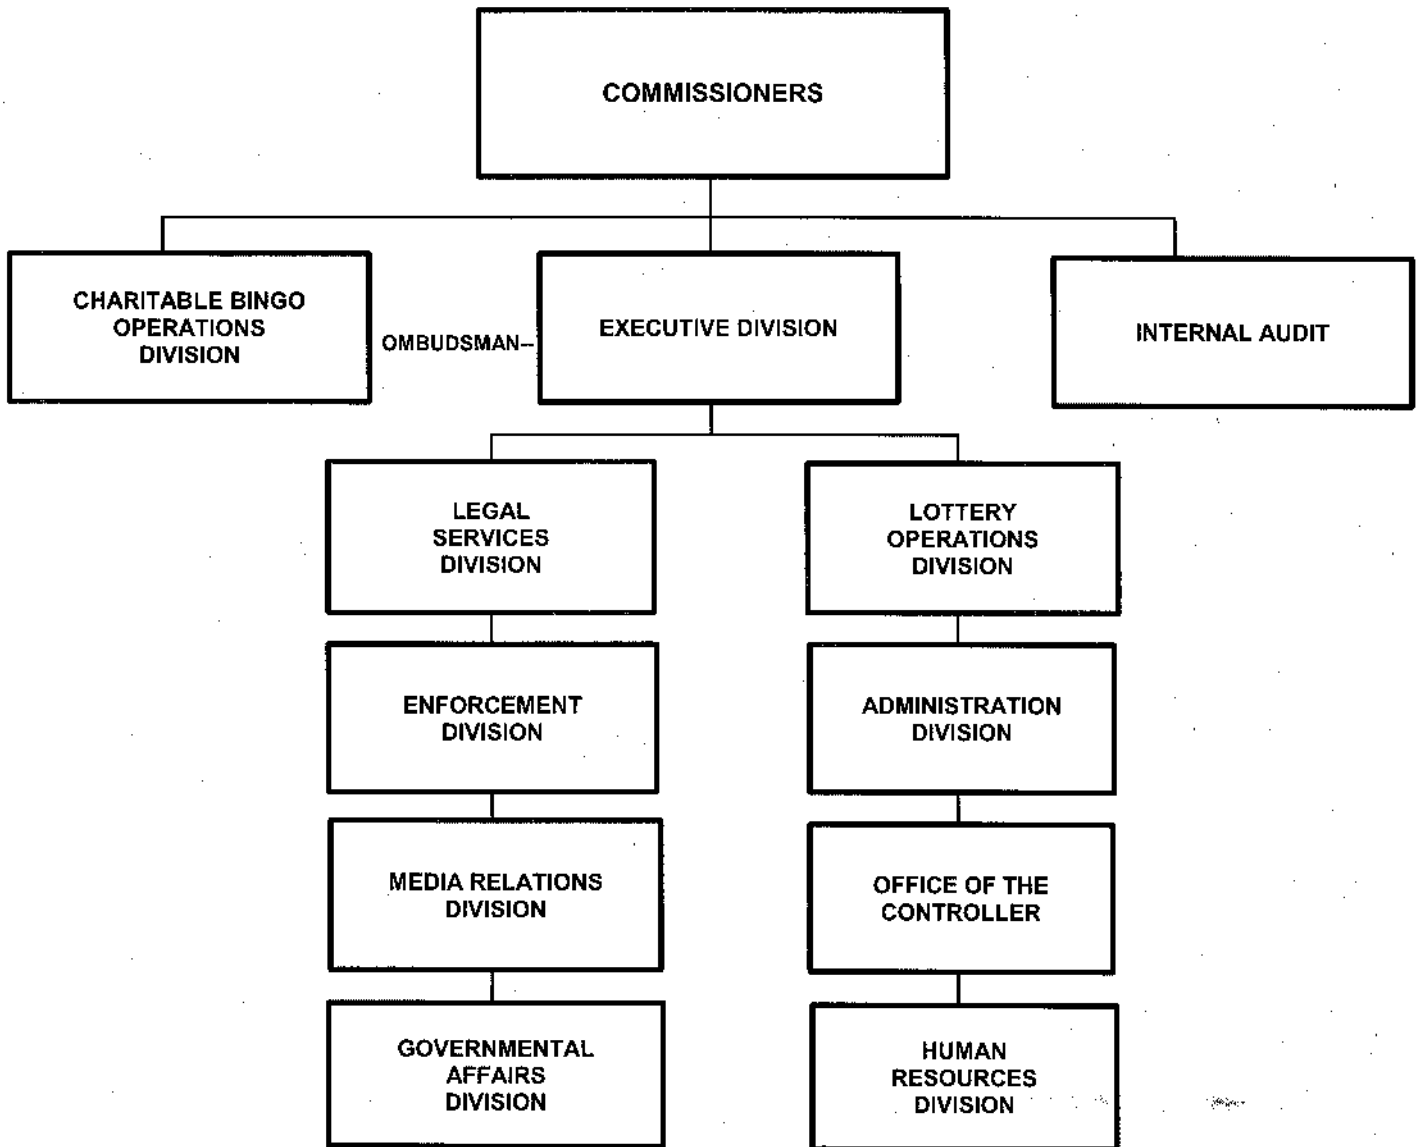 COMMISSIONERS
CHARITABLE BINGO
OPERATIONS
DIVISION
OMBUDSMAN–
EXECUTIVE DIVISION
INTERNAL AUDIT
LEGAL
SERVICES
DIVISION
LOTTERY
OPERATIONS
DIVISION
ENFORCEMENT
DIVISION
ADMINISTRATION
DIVISION
MEDIA RELATIONS
DIVISION
OFFICE OF THE
CONTROLLER
GOVERNMENTAL
AFFAIRS
DIVISION
HUMAN
RESOURCES
DIVISION